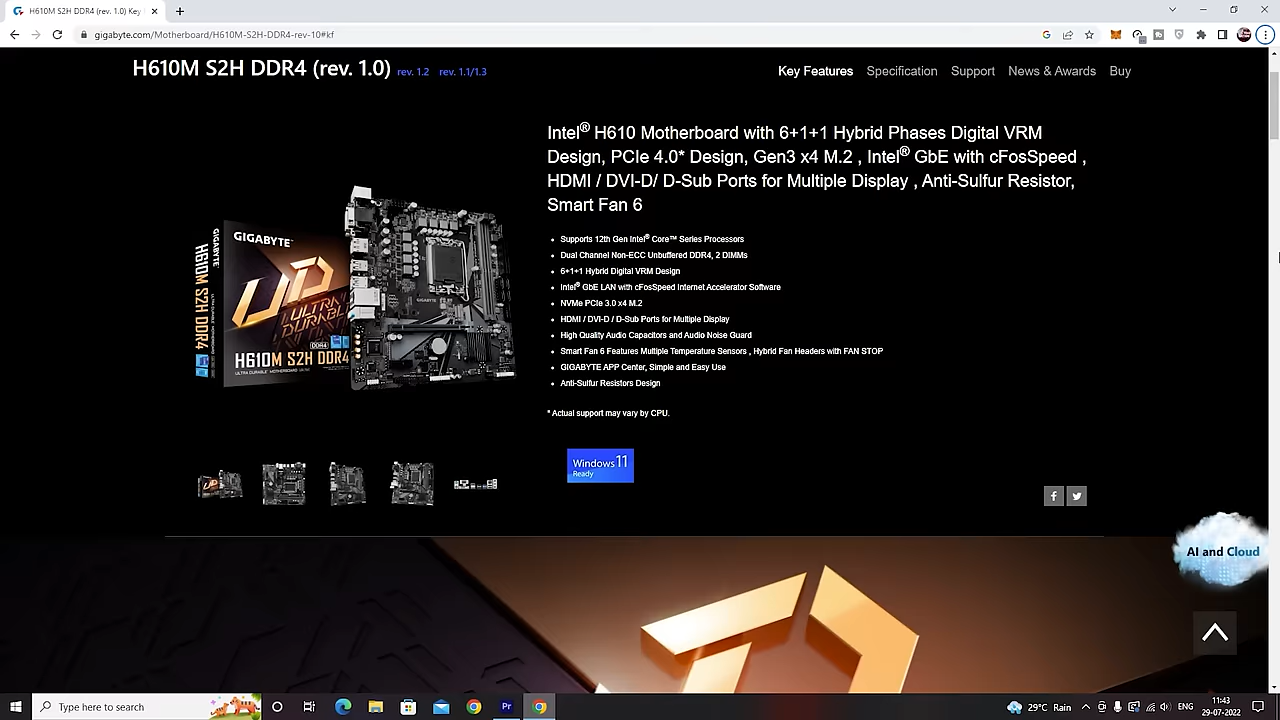 H610M S2H DDR4 (rev. 1.0) Key
gigabyte.com/Motherboard/H610M-S2H-DDR4-rev-10#kf
H610M S2H DDR4 (rev. 1.0) rev. 1.2 rev. 1.1/1.3
Key Features Specification Support News & Awards Buy
Intel® H610 Motherboard with 6+1+1 Hybrid Phases Digital VRM
Design, PCIe 4.0* Design, Gen3 x4 M.2 , Intel® GbE with cFosSpeed ,
HDMI / DVI-D/ D-Sub Ports for Multiple Display , Anti-Sulfur Resistor,
Smart Fan 6
Supports 12th Gen Intel® Core™ Series Processors
Dual Channel Non-ECC Unbuffered DDR4, 2 DIMMs
6+1+1 Hybrid Digital VRM Design
Intel® GbE LAN with cFosSpeed Internet Accelerator Software
NVMe PCIe 3.0 x4 M.2
HDMI / DVI-D / D-Sub Ports for Multiple Display
High Quality Audio Capacitors and Audio Noise Guard
Smart Fan 6 Features Multiple Temperature Sensors , Hybrid Fan Headers with FAN STOP
GIGABYTE APP Center, Simple and Easy Use
Anti-Sulfur Resistors Design
* Actual support may vary by CPU.
GIGABYTE™
ULTRA
DURABLE
DDR4
H610M S2H DDR4
ULTRA DURABLE MOTHERBOARD
GIGABYTE
H610M S2H DDR4
GIGABYTE
Windows 11
Ready
AI and Cloud
Type here to search
Pr
29°C Rain
ENG
11:43
29-07-2022